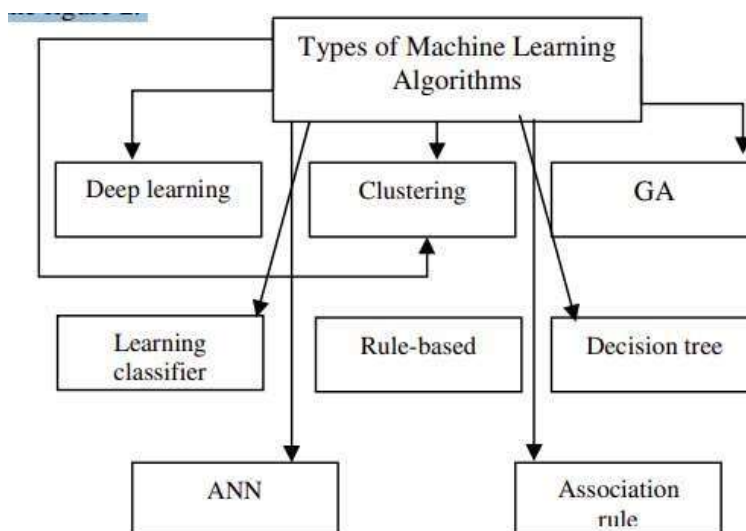 Types of Machine Learning
Algorithms
Deep learning
Clustering
GA
Learning
classifier
Rule-based
Decision tree
ANN
Association
rule